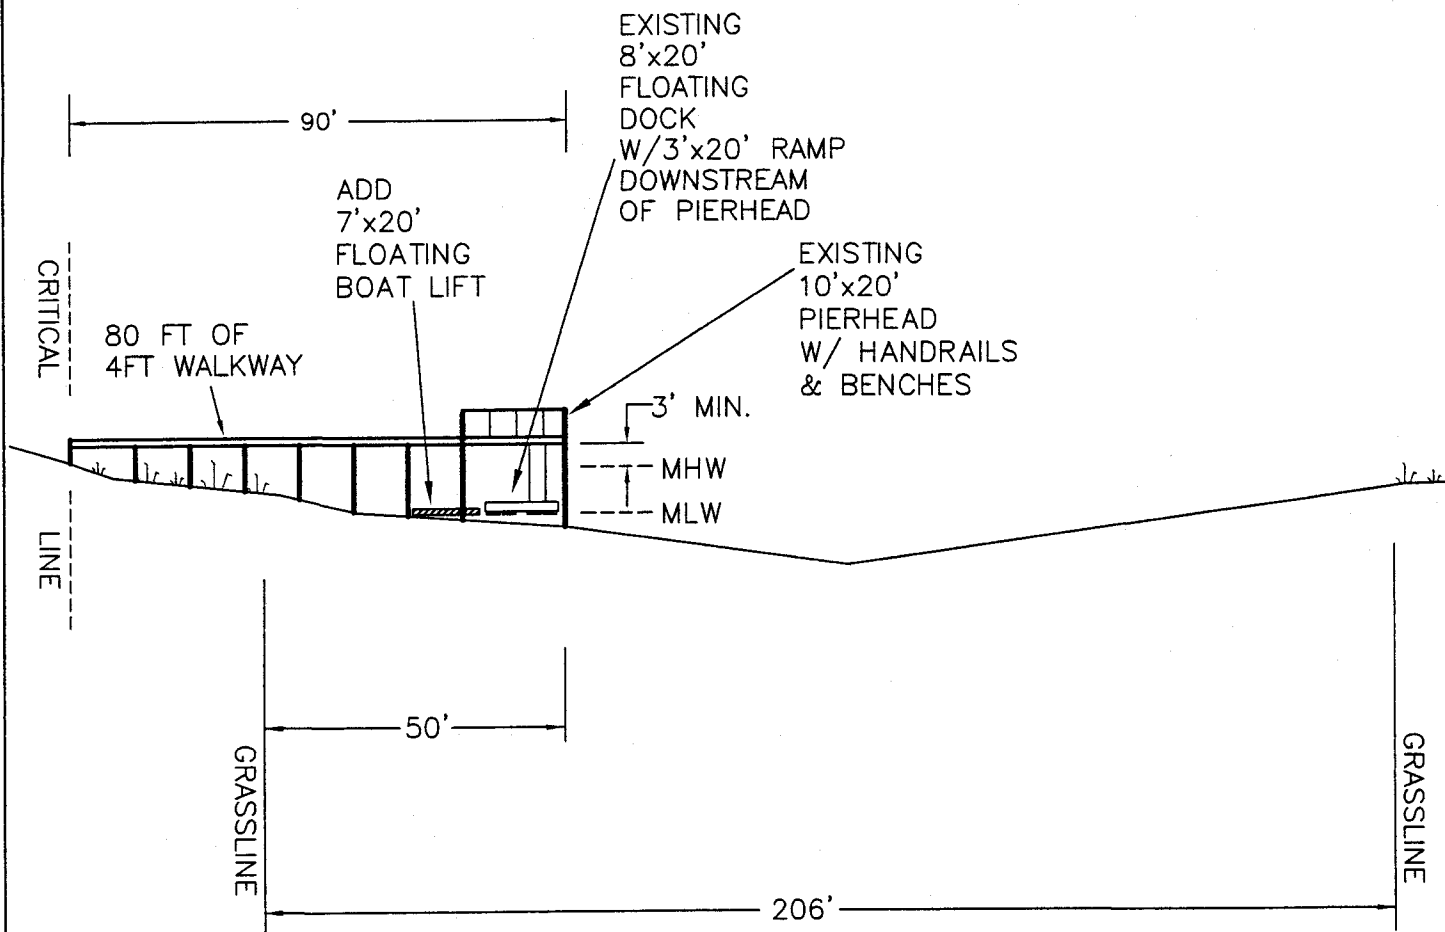 EXISTING
8'x20'
FLOATING
DOCK
W/3'x20' RAMP
DOWNSTREAM
OF PIERHEAD
90'
ADD
7'x20'
FLOATING
BOAT LIFT
EXISTING
10'x20'
PIERHEAD
W/ HANDRAILS
& BENCHES
CRITICAL
LINE
80 FT OF
4FT WALKWAY
3' MIN.
MHW
MLW
50'
GRASSLINE
GRASSLINE
206'